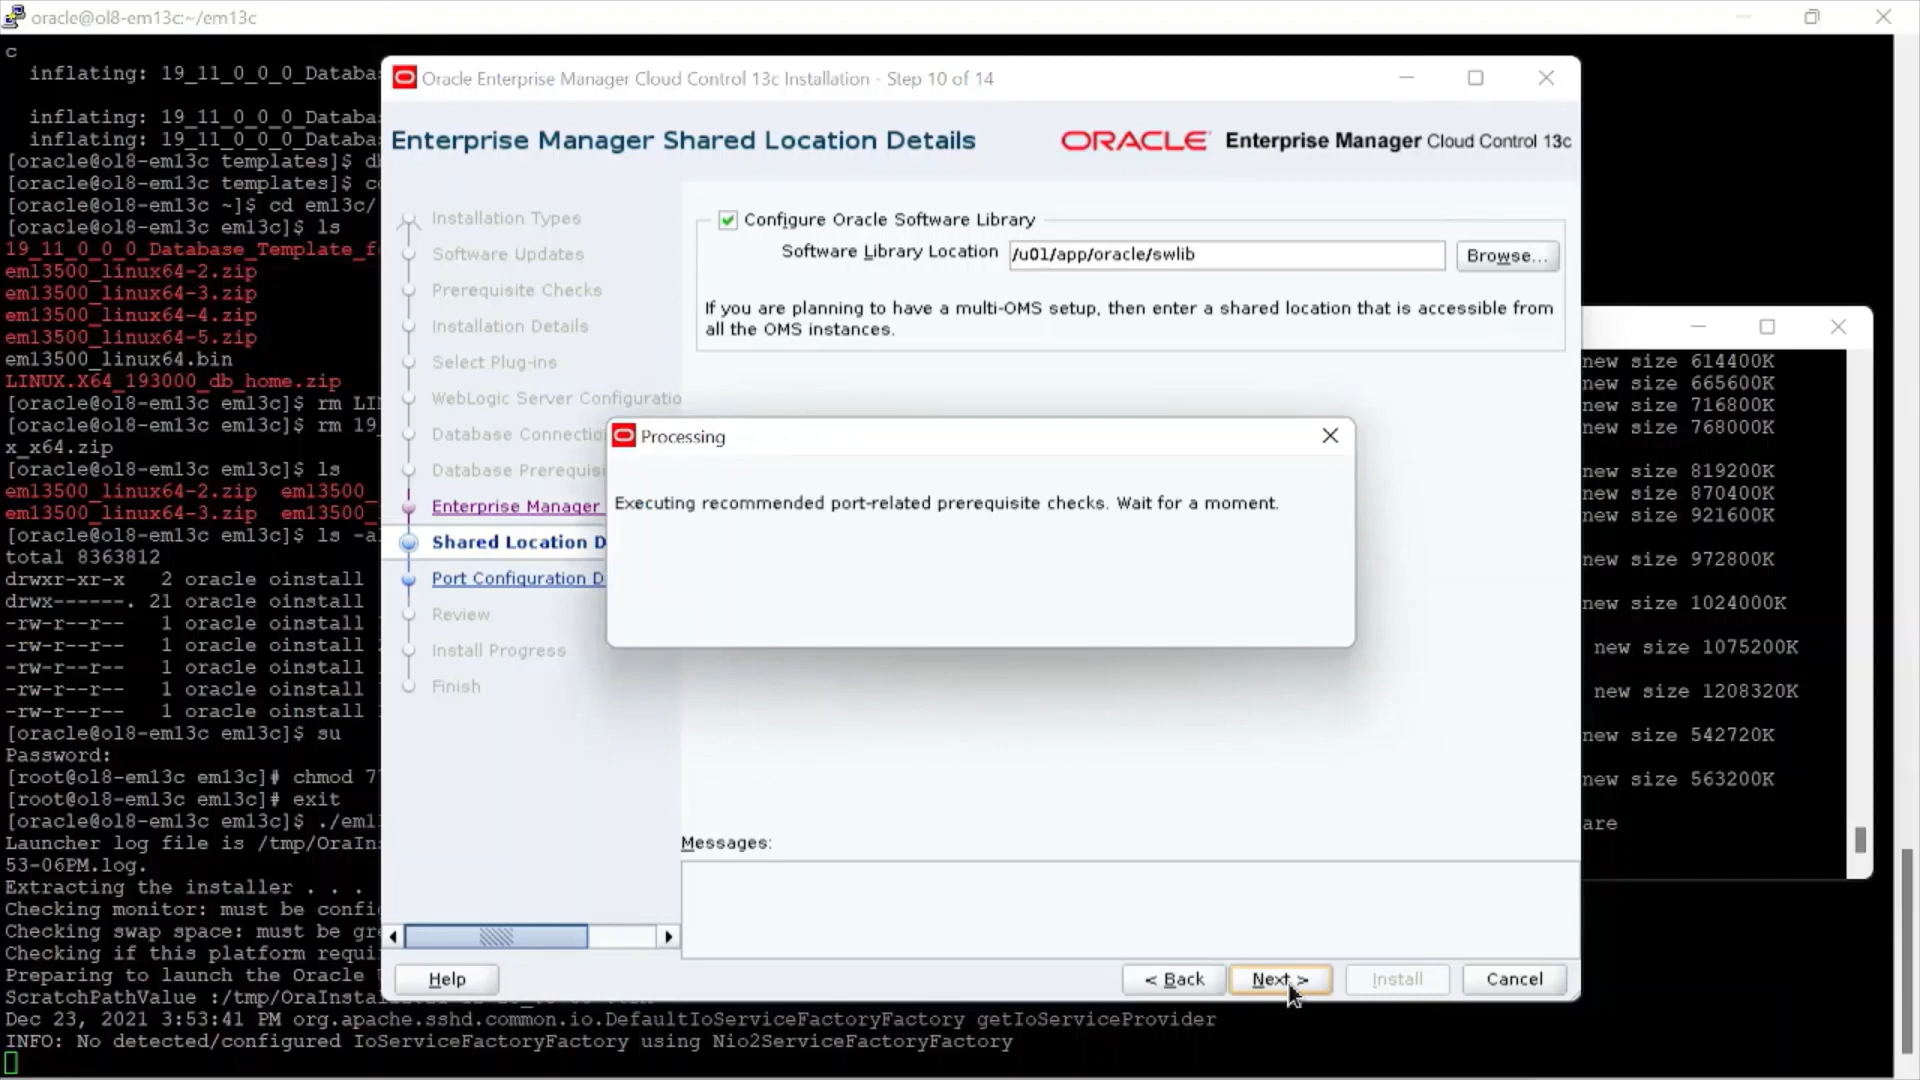 oracle@ol8-em13c:~/em13c
c
inflating: 19_11_0_0_0_Databa
inflating: 19_11_0_0_0_Databa
inflating: 19_11_0_0_0_Databa
[oracle@ol8-em13c templates]$
[oracle@ol8-em13c templates]$
[oracle@ol8-em13c ~]$ cd em13c/
[oracle@ol8-em13c em13c]$ ls
19_11_0_0_0_Database_Template_f
em13500_linux64-2.zip
em13500_linux64-3.zip
em13500_linux64-4.zip
em13500_linux64-5.zip
em13500_linux64.bin
LINUX.X64_193000_db_home.zip
[oracle@ol8-em13c em13c]$ rm LI
[oracle@ol8-em13c em13c]$ rm 19_
x_x64.zip
[oracle@ol8-em13c em13c]$ ls
em13500_linux64-2.zip em13500_
em13500_linux64-3.zip em13500_
[oracle@ol8-em13c em13c]$ ls -a
total 8363812
drwxr-xr-x 2 oracle oinstall
drwx------. 21 oracle oinstall
-rw-r--r-- 1 oracle oinstall
-rw-r--r-- 1 oracle oinstall
-rw-r--r-- 1 oracle oinstall
-rw-r--r-- 1 oracle oinstall
-rw-r--r-- 1 oracle oinstall
[oracle@ol8-em13c em13c]$ su
Password:
[root@ol8-em13c em13c]# chmod 7
[root@ol8-em13c em13c]# exit
[oracle@ol8-em13c em13c]$ ./em1
Launcher log file is /tmp/OraIn
53-06PM.log.
Extracting the installer . . .
Checking monitor: must be confi
Checking swap space: must be gr
Checking if this platform requi
Preparing to launch the Oracle
ScratchPathValue :/tmp/OraInsta
Dec 23, 2021 3:53:41 PM org.apache.sshd.common.io.DefaultIoServiceFactoryFactory getIoServiceProvider
INFO: No detected/configured IoServiceFactoryFactory using Nio2ServiceFactoryFactory
Oracle Enterprise Manager Cloud Control 13c Installation - Step 10 of 14
Enterprise Manager Shared Location Details
ORACLE Enterprise Manager Cloud Control 13c
Installation Types
Software Updates
Prerequisite Checks
Installation Details
Select Plug-ins
WebLogic Server Configuratio
Database Connectio
Database Prerequis
Enterprise Manager
Shared Location D
Port Configuration D
Review
Install Progress
Finish
Configure Oracle Software Library
Software Library Location /u01/app/oracle/swlib Browse...
If you are planning to have a multi-OMS setup, then enter a shared location that is accessible from
all the OMS instances.
Processing
Executing recommended port-related prerequisite checks. Wait for a moment.
Messages:
Help < Back Next > Install Cancel
new size 614400K
new size 665600K
new size 716800K
new size 768000K
new size 819200K
new size 870400K
new size 921600K
new size 972800K
new size 1024000K
new size 1075200K
new size 1208320K
new size 542720K
new size 563200K
are